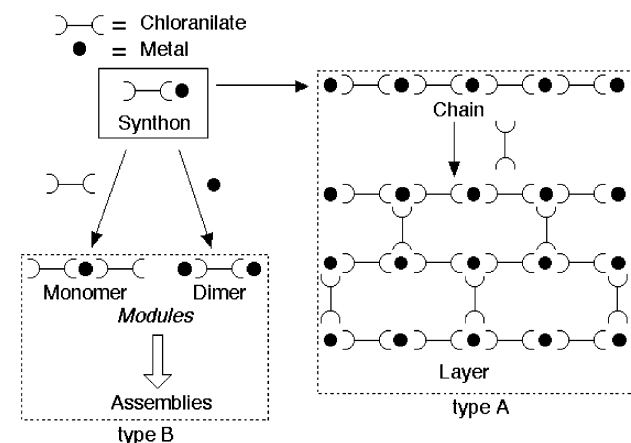 = Chloranilate
= Metal
Synthon
Chain
Monomer
Dimer
Modules
Assemblies
type B
Layer
type A